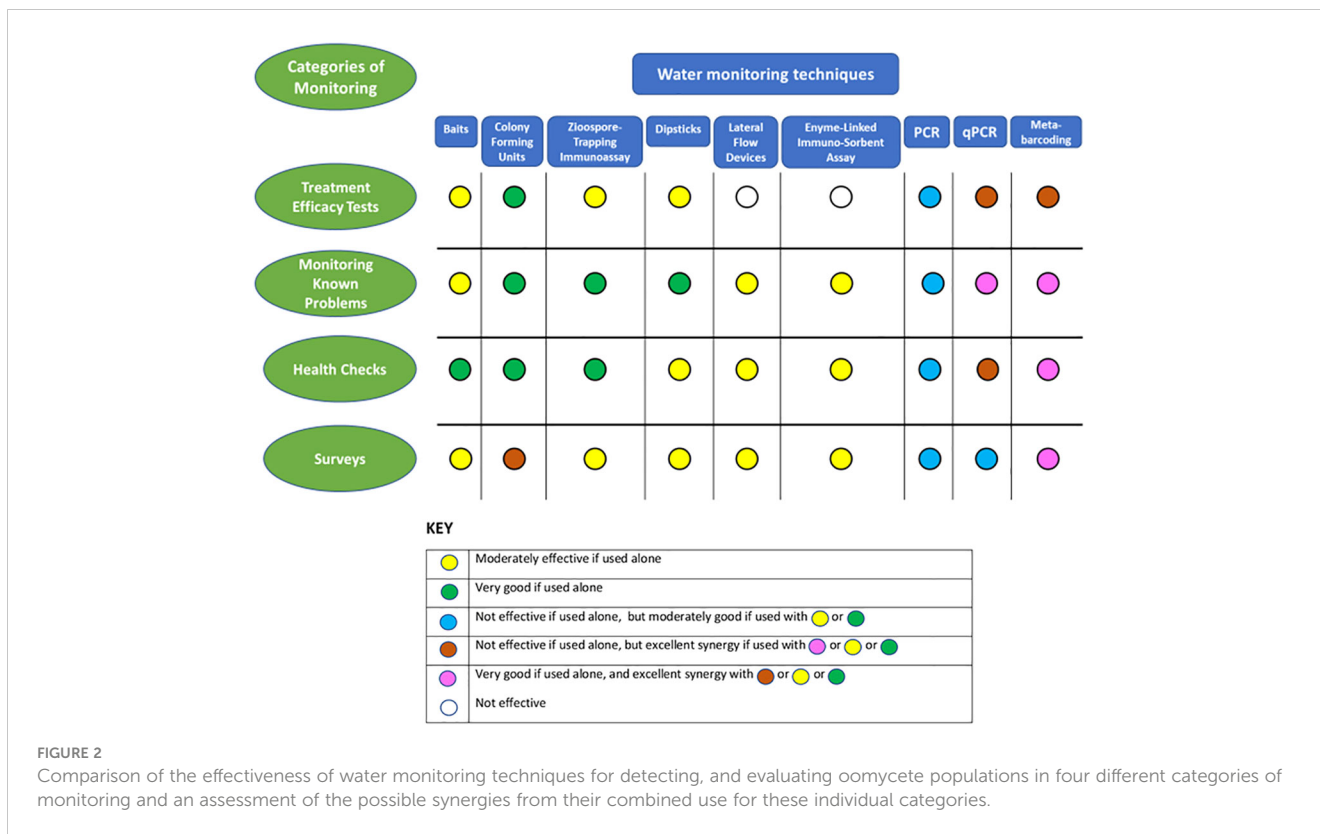 Categories of
Monitoring
Water monitoring techniques
Baits
Colony
Forming
Units
Zioospore-
Trapping
Immunoassay
Dipsticks
Lateral
Flow
Devices
Enyme-Linked
Immuno-Sorbent
Assay
PCR
qPCR
Meta-
barcoding
Treatment
Efficacy Tests
Monitoring
Known
Problems
Health Checks
Surveys
KEY
Moderately effective if used alone
Very good if used alone
Not effective if used alone, but moderately good if used with or
Not effective if used alone, but excellent synergy if used with or or
Very good if used alone, and excellent synergy with or or
Not effective
FIGURE 2
Comparison of the effectiveness of water monitoring techniques for detecting, and evaluating oomycete populations in four different categories of
monitoring and an assessment of the possible synergies from their combined use for these individual categories.